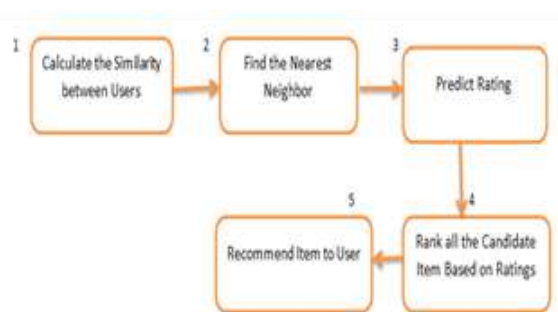 1
Calculate the Similarity
between Users
2
Find the Nearest
Neighbor
3
Predict Rating
4
Rank all the Candidate
Item Based on Ratings
5
Recommend Item to User